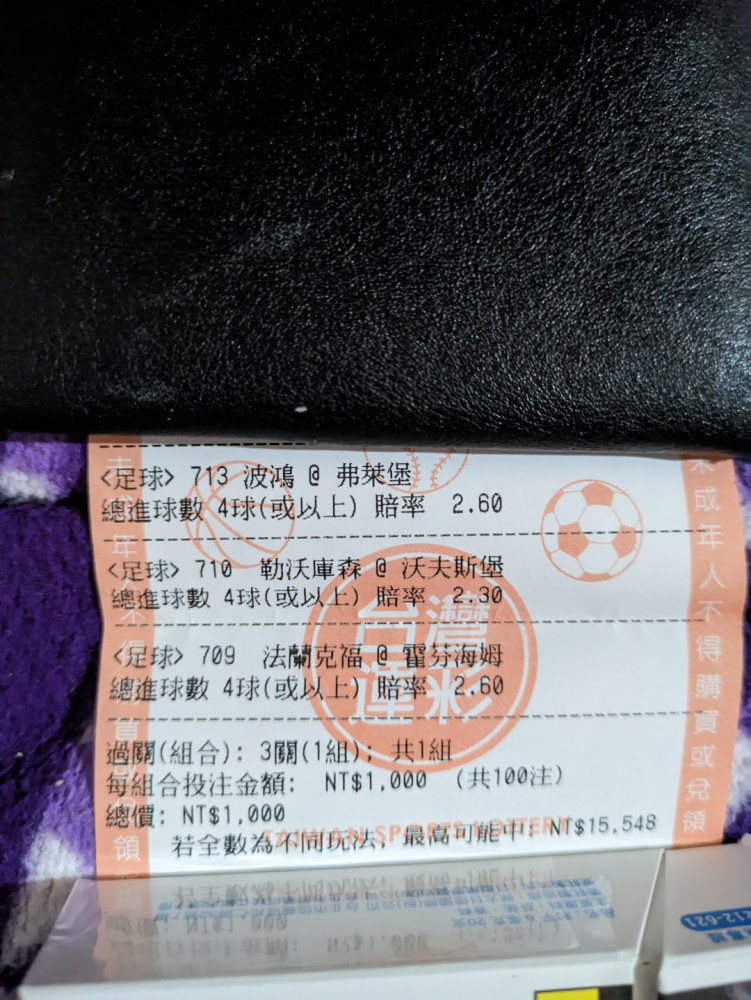 <足球> 713 波鴻 @ 弗萊堡
總進球數 4球(或以上) 賠率 2.60
<足球> 710 勒沃庫森 @ 沃夫斯堡
總進球數 4球(或以上) 賠率 2.30
<足球> 709 法蘭克福 @ 霍芬海姆
總進球數 4球(或以上) 賠率 2.60
過關(組合): 3關(1組); 共1組
每組合投注金額: NT$1,000 (共100注)
總價: NT$1,000
若全數為不同玩法, 最高可能中: NT$15,548
台灣
運彩
TAIWAN SPORTS LOTTERY
未成年人不得購買或兌領
212-621